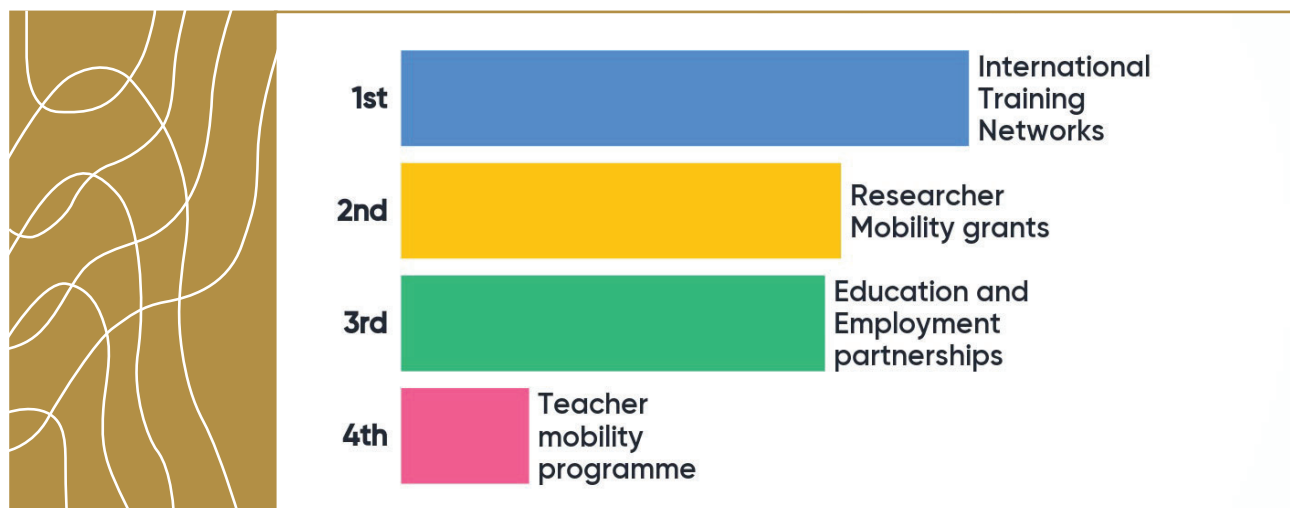 1st
International
Training
Networks
2nd
Researcher
Mobility grants
3rd
Education and
Employment
partnerships
4th
Teacher
mobility
programme